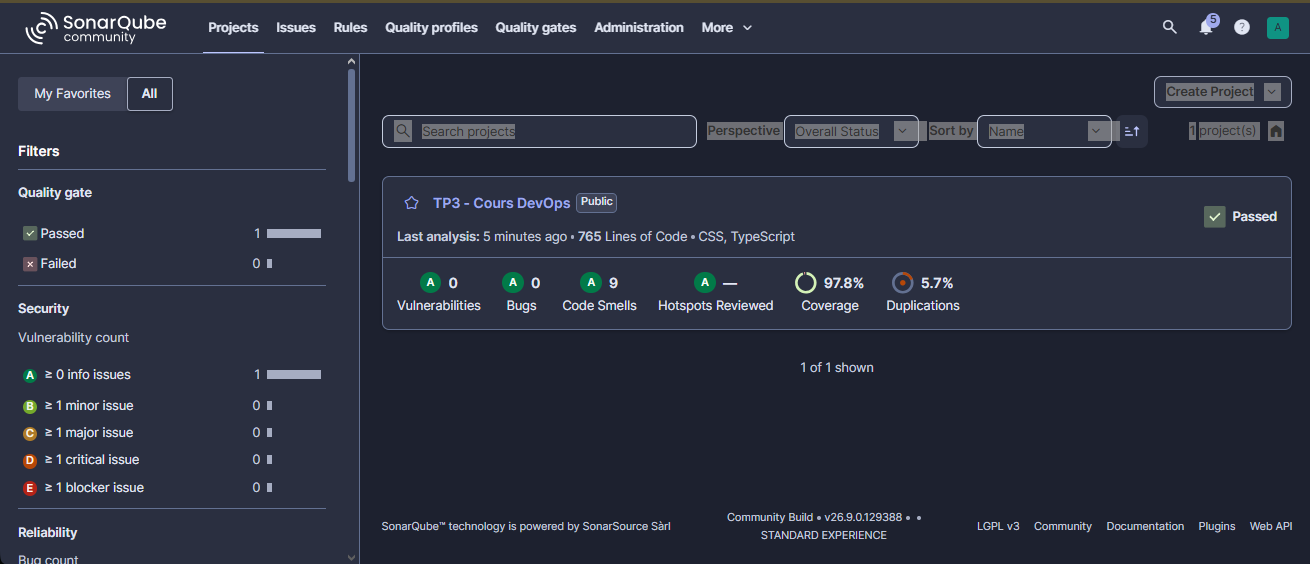 SonarQube community
Projects Issues Rules Quality profiles Quality gates Administration More
5
A
My Favorites All
Filters
Quality gate
Passed 1
Failed 0
Security
Vulnerability count
A ≥ 0 info issues 1
B ≥ 1 minor issue 0
C ≥ 1 major issue 0
D ≥ 1 critical issue 0
E ≥ 1 blocker issue 0
Reliability
Bug count
Create Project
Search projects Perspective Overall Status Sort by Name 1 project(s)
TP3 - Cours DevOps Public
Passed
Last analysis: 5 minutes ago • 765 Lines of Code • CSS, TypeScript
A 0 A 0 A 9 A — 97.8% 5.7%
Vulnerabilities Bugs Code Smells Hotspots Reviewed Coverage Duplications
1 of 1 shown
SonarQube™ technology is powered by SonarSource Sàrl
Community Build • v26.9.0.129388 • •
STANDARD EXPERIENCE
LGPL v3 Community Documentation Plugins Web API